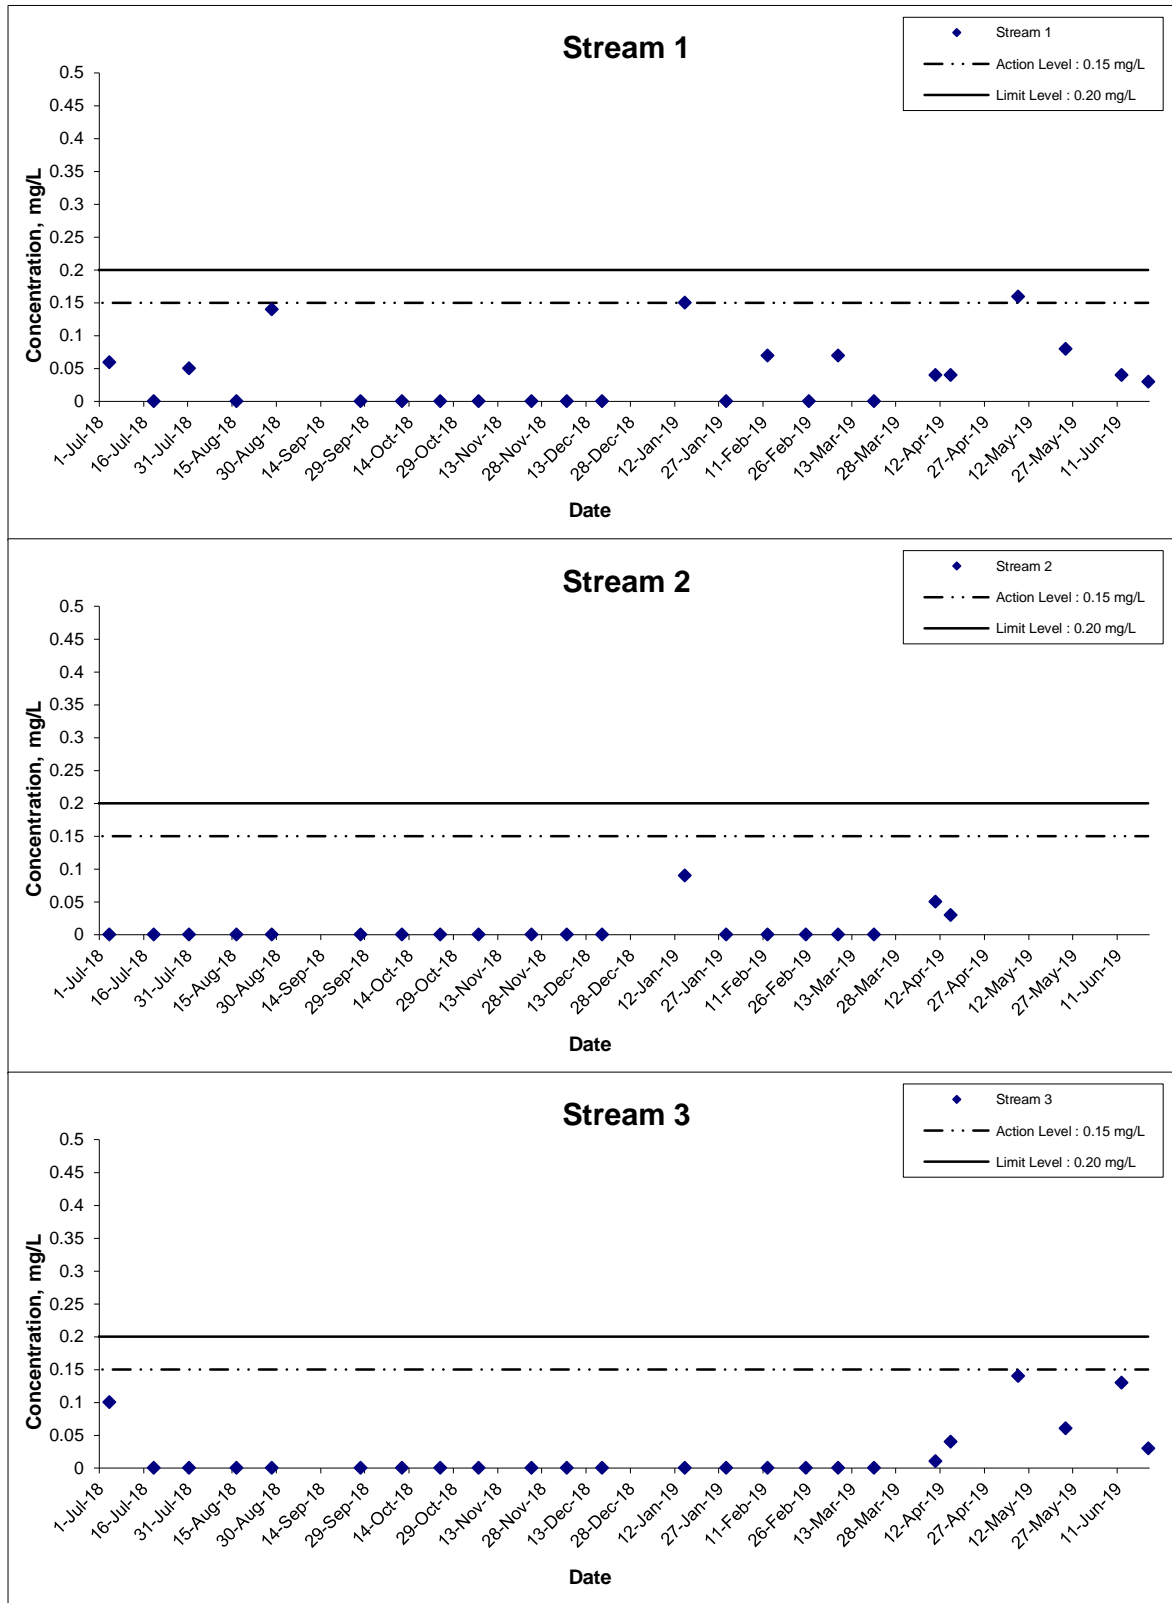 Stream 1
Stream 1
Action Level : 0.15 mg/L
Limit Level : 0.20 mg/L
Concentration, mg/L
0.5
0.45
0.4
0.35
0.3
0.25
0.2
0.15
0.1
0.05
0
1-Jul-18
16-Jul-18
31-Jul-18
15-Aug-18
30-Aug-18
14-Sep-18
29-Sep-18
14-Oct-18
29-Oct-18
13-Nov-18
28-Nov-18
13-Dec-18
28-Dec-18
12-Jan-19
27-Jan-19
11-Feb-19
26-Feb-19
13-Mar-19
28-Mar-19
12-Apr-19
27-Apr-19
12-May-19
27-May-19
11-Jun-19
Date
Stream 2
Stream 2
Action Level : 0.15 mg/L
Limit Level : 0.20 mg/L
Concentration, mg/L
0.5
0.45
0.4
0.35
0.3
0.25
0.2
0.15
0.1
0.05
0
1-Jul-18
16-Jul-18
31-Jul-18
15-Aug-18
30-Aug-18
14-Sep-18
29-Sep-18
14-Oct-18
29-Oct-18
13-Nov-18
28-Nov-18
13-Dec-18
28-Dec-18
12-Jan-19
27-Jan-19
11-Feb-19
26-Feb-19
13-Mar-19
28-Mar-19
12-Apr-19
27-Apr-19
12-May-19
27-May-19
11-Jun-19
Date
Stream 3
Stream 3
Action Level : 0.15 mg/L
Limit Level : 0.20 mg/L
Concentration, mg/L
0.5
0.45
0.4
0.35
0.3
0.25
0.2
0.15
0.1
0.05
0
1-Jul-18
16-Jul-18
31-Jul-18
15-Aug-18
30-Aug-18
14-Sep-18
29-Sep-18
14-Oct-18
29-Oct-18
13-Nov-18
28-Nov-18
13-Dec-18
28-Dec-18
12-Jan-19
27-Jan-19
11-Feb-19
26-Feb-19
13-Mar-19
28-Mar-19
12-Apr-19
27-Apr-19
12-May-19
27-May-19
11-Jun-19
Date